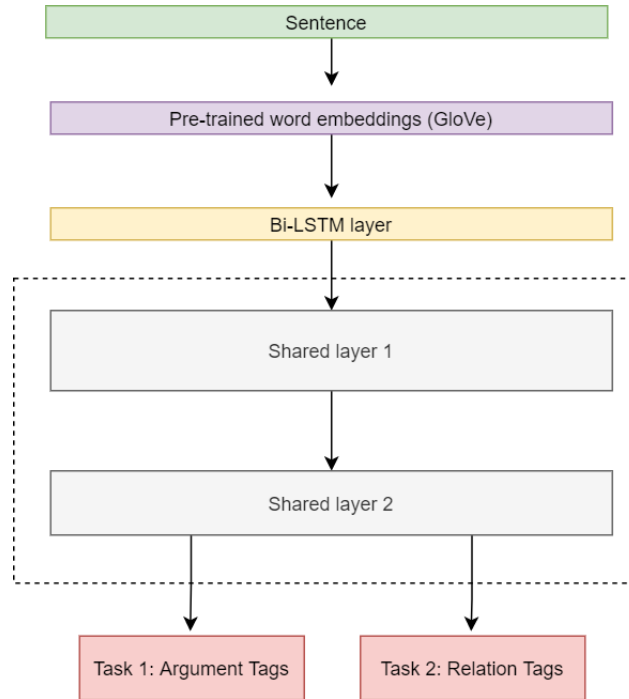 Sentence
Pre-trained word embeddings (GloVe)
Bi-LSTM layer
Shared layer 1
Shared layer 2
Task 1: Argument Tags
Task 2: Relation Tags